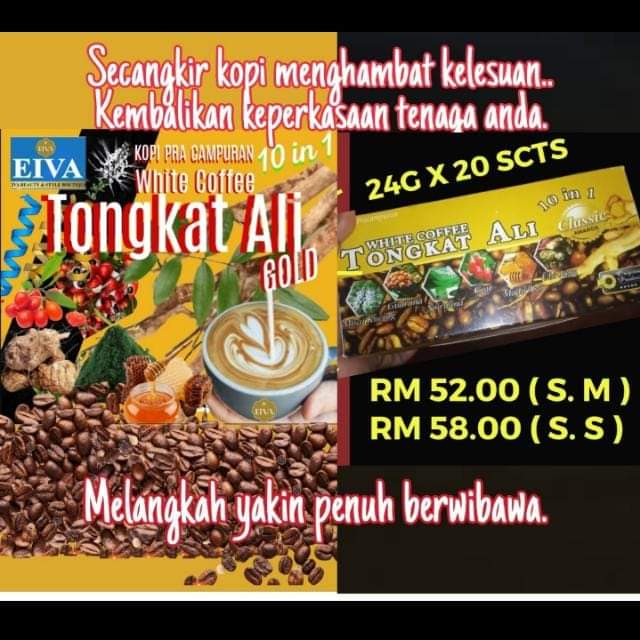 Secangkir kopi menghambat kelesuan..
Kembalikan keperkasaan tenaga anda.
EIVA
KOPI PRA CAMPURAN
10 in 1
White Coffee
Tongkat Ali
GOLD
EIVA
24G X 20 SCTS
10 in 1
WHITE COFFEE
TONGKAT ALI
Classic
Guarana
RM 52.00 ( S. M )
RM 58.00 ( S. S )
Melangkah yakin penuh berwibawa.